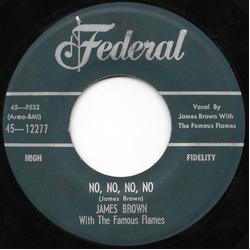 Federal
45-F532
(Armo-BMI)
45-12277
Vocal By
James Brown With
The Famous Flames
HIGH
FIDELITY
NO, NO, NO, NO
(James Brown)
JAMES BROWN
With The Famous Flames